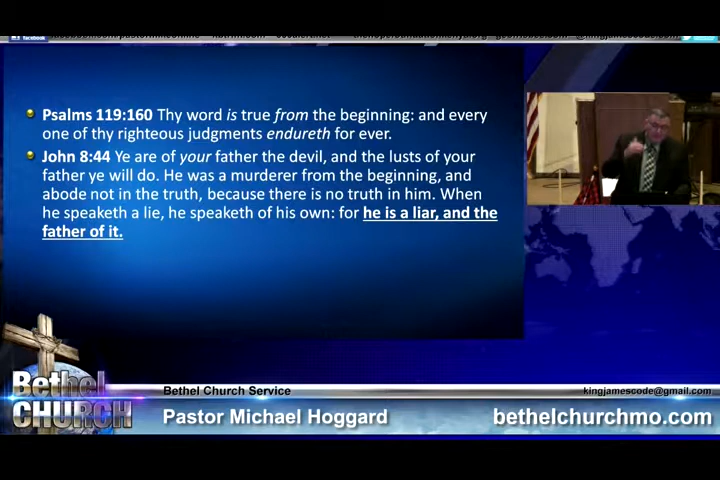 Psalms 119:160 Thy word is true from the beginning: and every
one of thy righteous judgments endureth for ever.
John 8:44 Ye are of your father the devil, and the lusts of your
father ye will do. He was a murderer from the beginning, and
abode not in the truth, because there is no truth in him. When
he speaketh a lie, he speaketh of his own: for he is a liar, and the
father of it.
Bethel
CHURCH
Bethel Church Service
kingjamescode@gmail.com
Pastor Michael Hoggard
bethelchurchmo.com